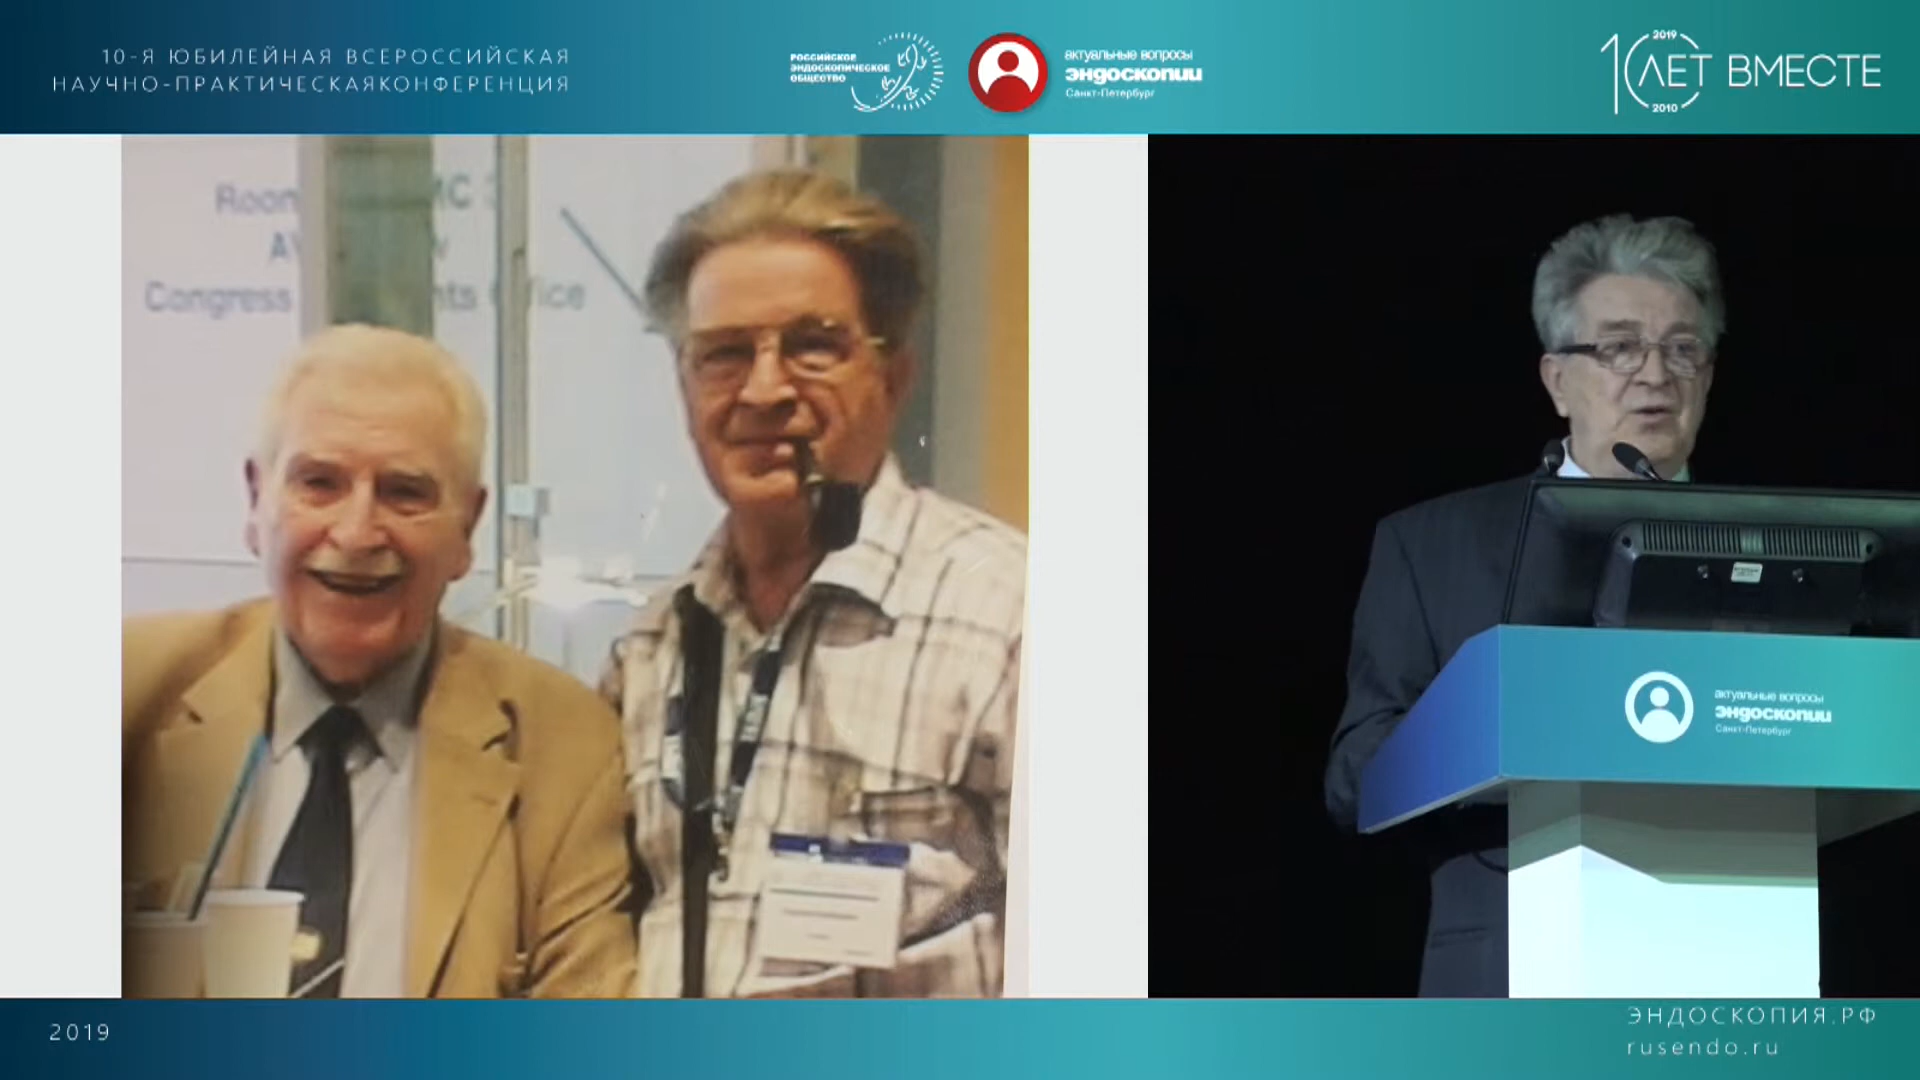 10-Я ЮБИЛЕЙНАЯ ВСЕРОССИЙСКАЯ
НАУЧНО-ПРАКТИЧЕСКАЯКОНФЕРЕНЦИЯ
РОССИЙСКОЕ
ЭНДОСКОПИЧЕСКОЕ
ОБЩЕСТВО
актуальные вопросы
эндоскопии
Санкт-Петербург
2019
10 ЛЕТ ВМЕСТЕ
2010
Congress
актуальные вопросы
эндоскопии
Санкт-Петербург
2019
ЭНДОСКОПИЯ.РФ
rusendo.ru